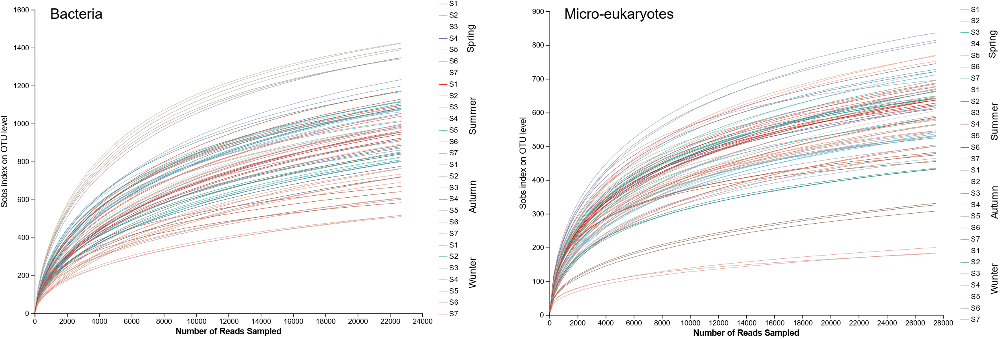 Bacteria
Sobs index on OTU level
1600
1400
1200
1000
800
600
400
200
0
0 2000 4000 6000 8000 10000 12000 14000 16000 18000 20000 22000 24000
Number of Reads Sampled
S1
S2
S3
S4
S5
S6
S7
Spring
S1
S2
S3
S4
S5
S6
S7
Summer
S1
S2
S3
S4
S5
S6
S7
Autumn
S1
S2
S3
S4
S5
S6
S7
Wunter
Micro-eukaryotes
Sobs index on OTU level
900
800
700
600
500
400
300
200
100
0
0 2000 4000 6000 8000 10000 12000 14000 16000 18000 20000 22000 24000 26000 28000
Number of Reads Sampled
S1
S2
S3
S4
S5
S6
S7
Spring
S1
S2
S3
S4
S5
S6
S7
Summer
S1
S2
S3
S4
S5
S6
S7
Autumn
S1
S2
S3
S4
S5
S6
S7
Wunter